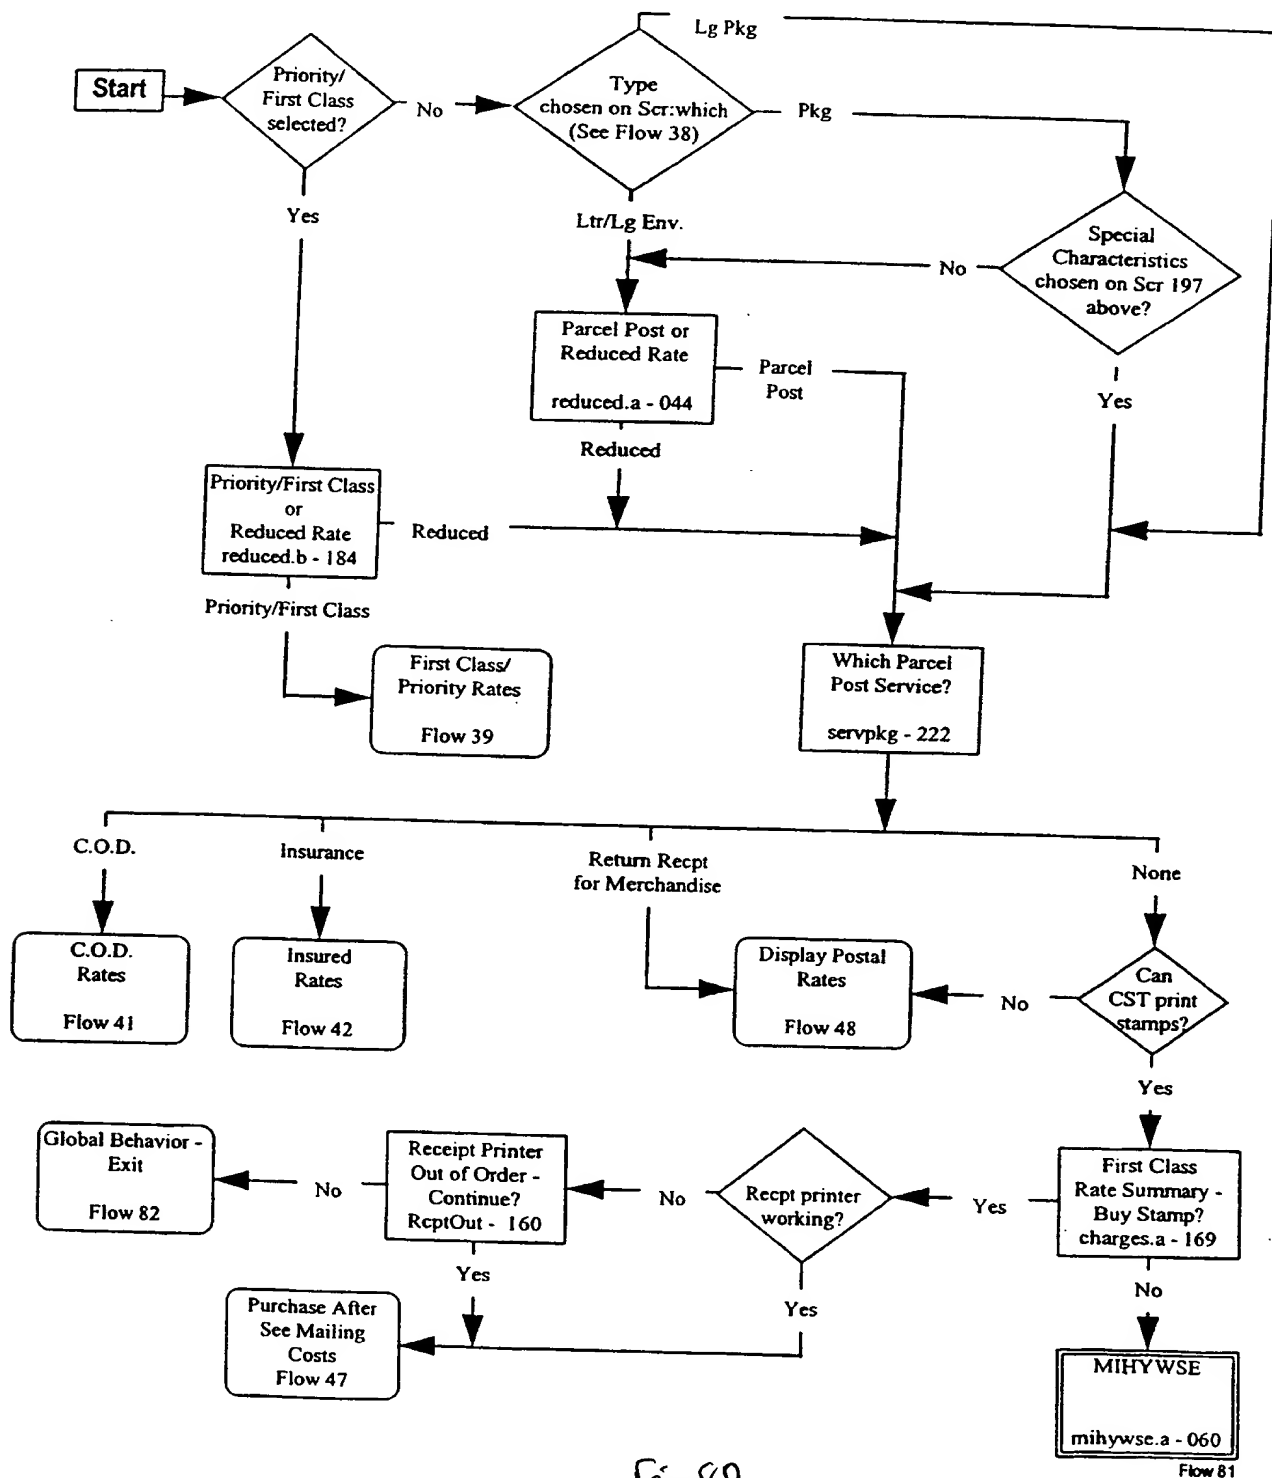 Lg Pkg
Start
Priority/
First Class
selected?
No
Type
chosen on Scr:which
(See Flow 38)
Pkg
Yes
Ltr/Lg Env.
Special
Characteristics
chosen on Scr 197
above?
No
Parcel Post or
Reduced Rate
reduced.a - 044
Parcel
Post
Yes
Reduced
Priority/First Class
or
Reduced Rate
reduced.b - 184
Reduced
Priority/First Class
First Class/
Priority Rates
Flow 39
Which Parcel
Post Service?
servpkg - 222
C.O.D.
Insurance
Return Recpt
for Merchandise
None
C.O.D.
Rates
Flow 41
Insured
Rates
Flow 42
Display Postal
Rates
Flow 48
No
Can
CST print
stamps?
Yes
Global Behavior -
Exit
Flow 82
No
Receipt Printer
Out of Order -
Continue?
RcptOut - 160
No
Recpt printer
working?
Yes
First Class
Rate Summary -
Buy Stamp?
charges.a - 169
Yes
Yes
No
Purchase After
See Mailing
Costs
Flow 47
MIHYWSE
mihywse.a - 060
Flow 81